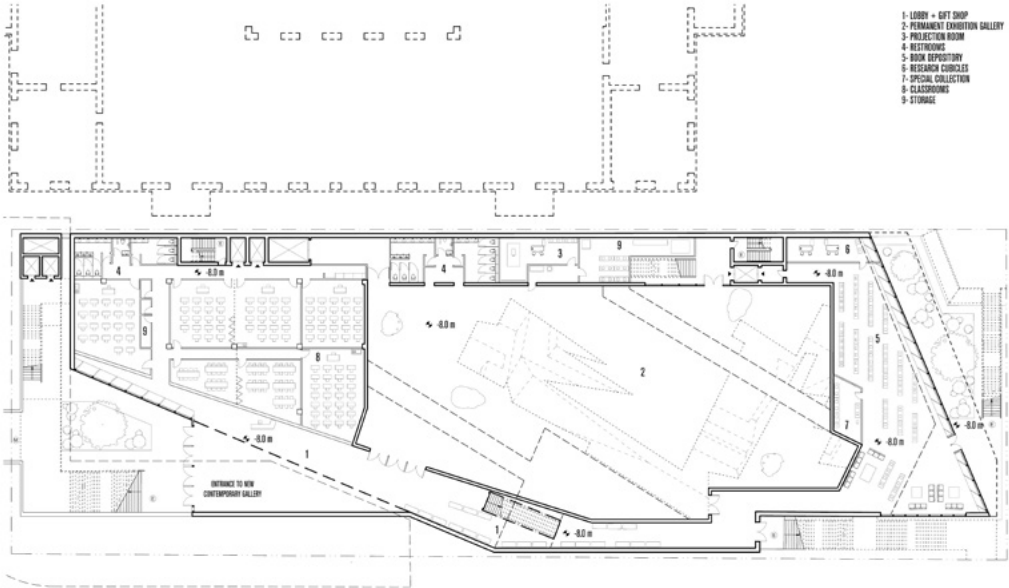 1- LOBBY + GIFT SHOP
2- PERMANENT EXHIBITION GALLERY
3- PROJECTION ROOM
4- RESTROOMS
5- BOOK DEPOSITORY
6- RESEARCH CUBICLES
7- SPECIAL COLLECTION
8- CLASSROOMS
9- STORAGE
9
6
4
-8.0 m
4
3
-8.0 m
9
-8.0 m
5
8
2
7
-8.0 m
-8.0 m
-8.0 m
1
ENTRANCE TO NEW
CONTEMPORARY GALLERY
1
-8.0 m